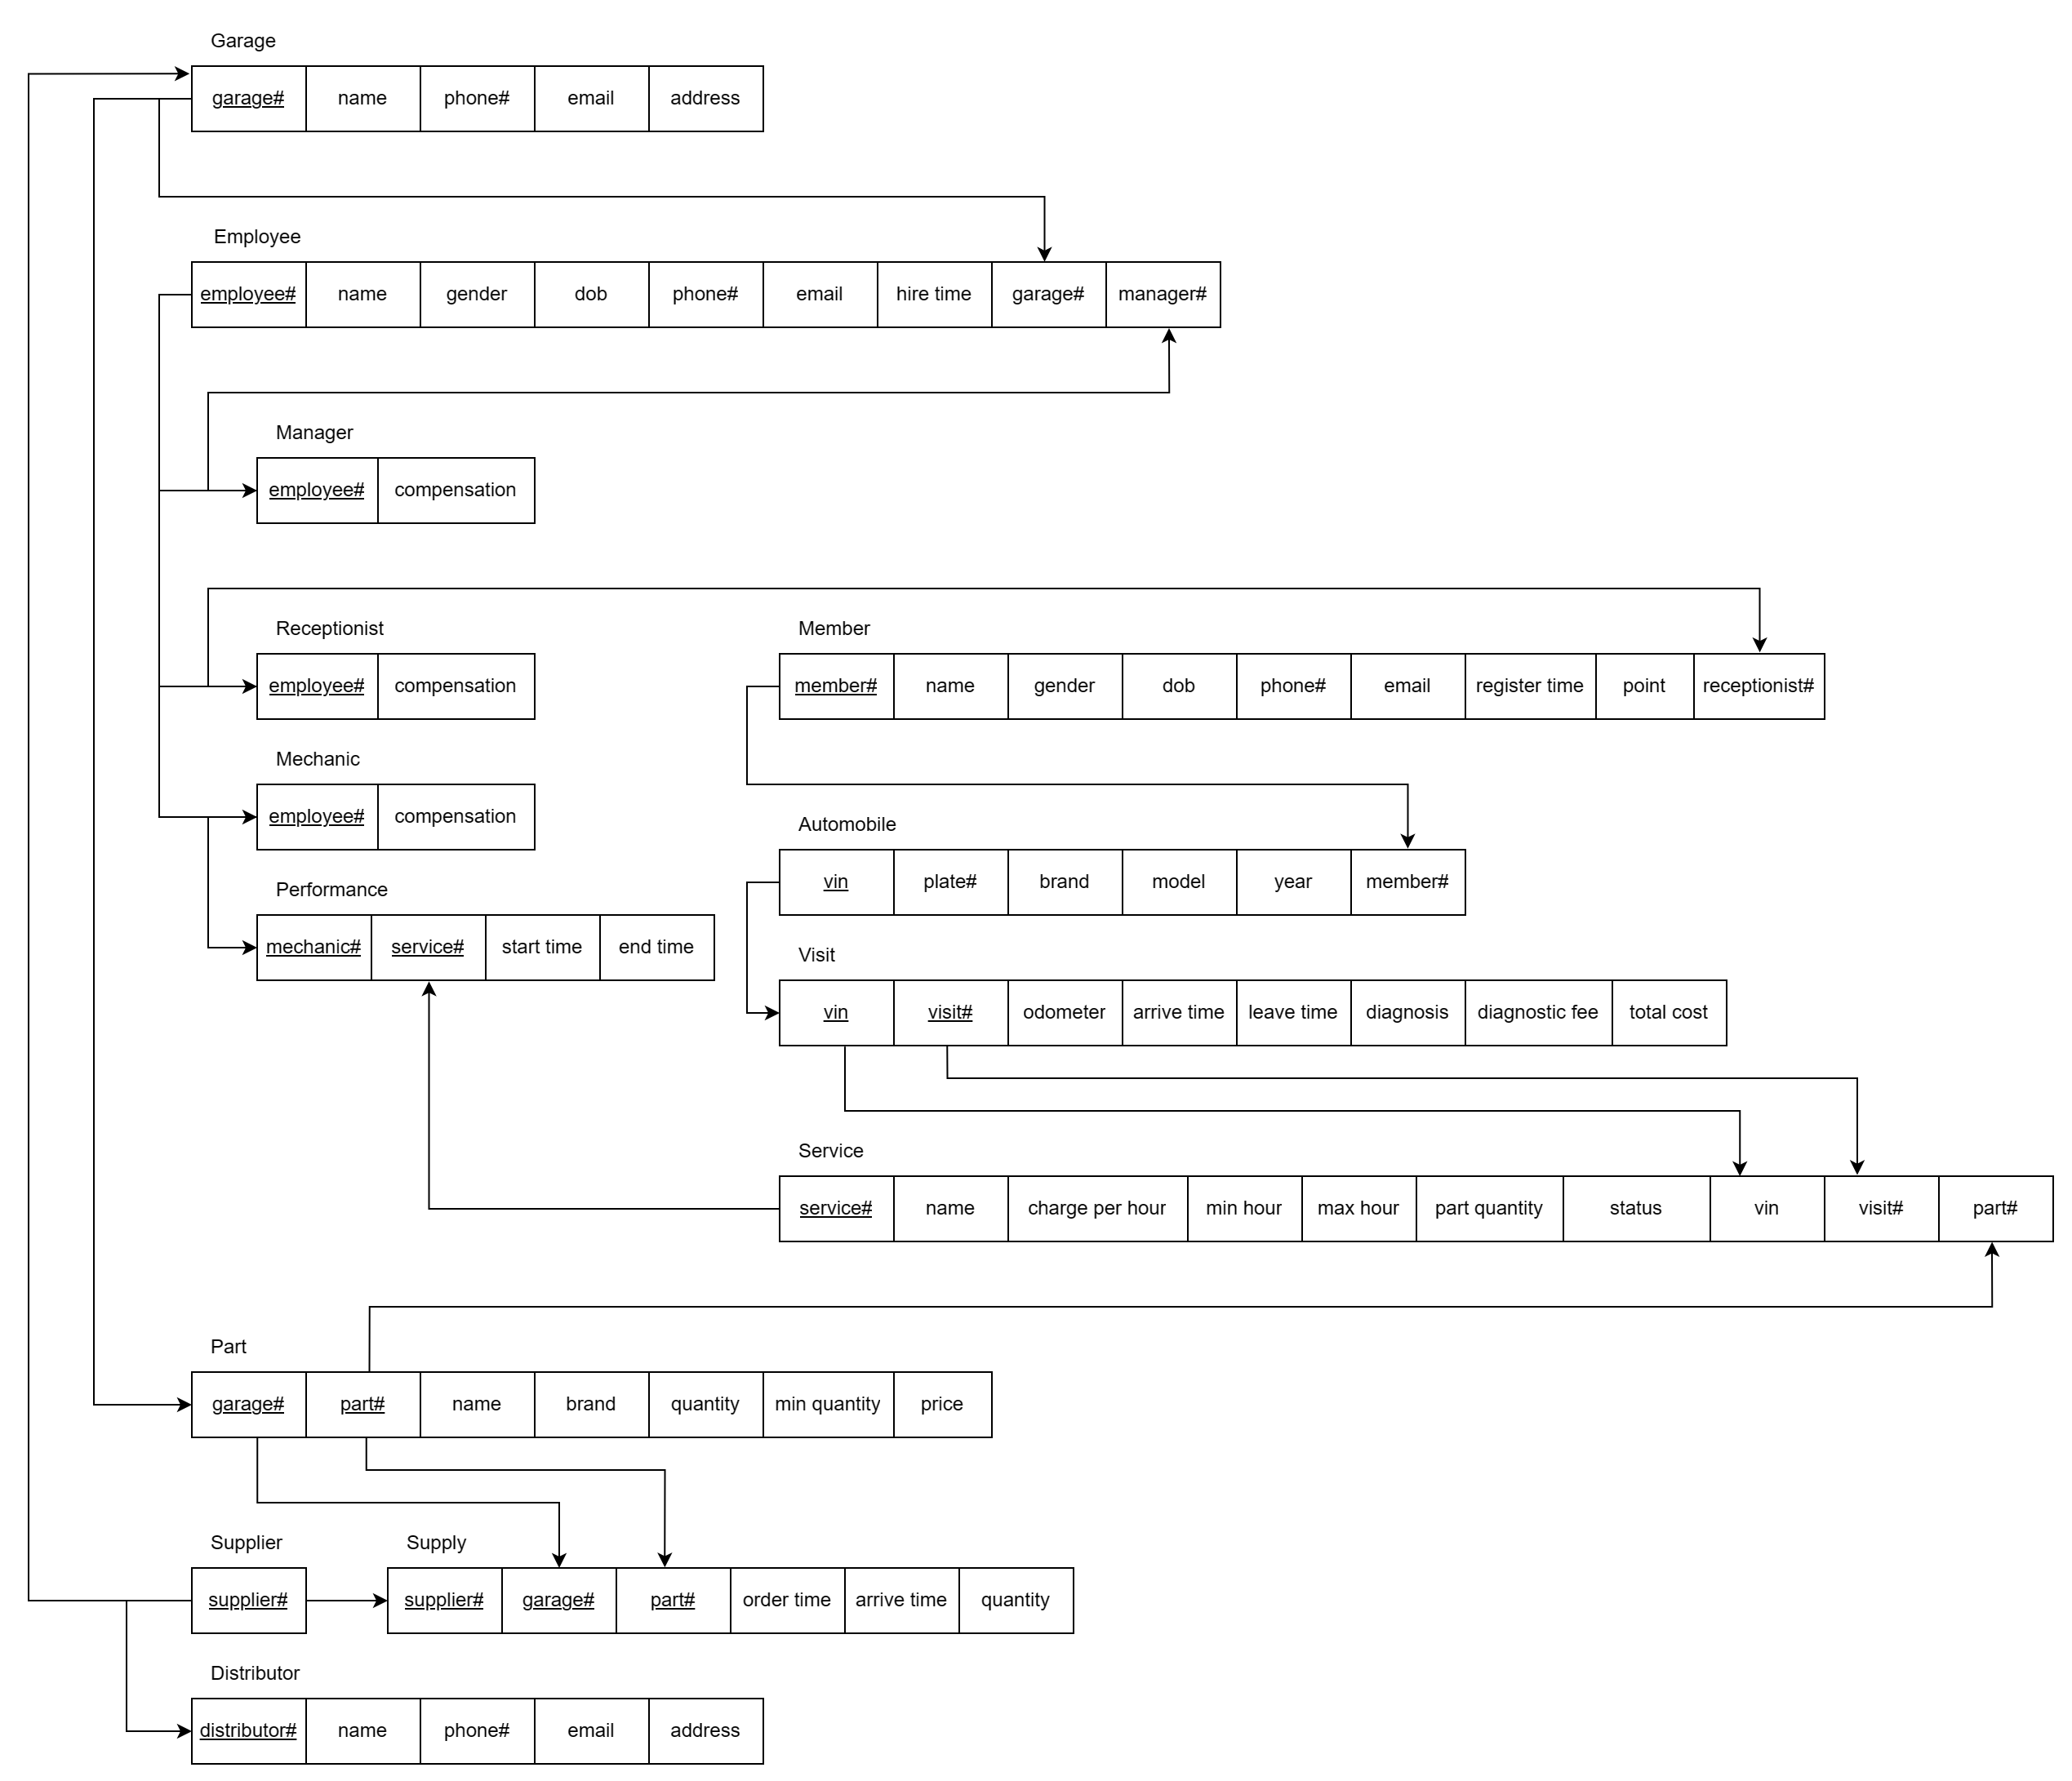 Garage
garage# name phone# email address
Employee
employee# name gender dob phone# email hire time garage# manager#
Manager
employee# compensation
Receptionist
employee# compensation
Member
member# name gender dob phone# email register time point receptionist#
Mechanic
employee# compensation
Automobile
vin plate# brand model year member#
Performance
mechanic# service# start time end time
Visit
vin visit# odometer arrive time leave time diagnosis diagnostic fee total cost
Service
service# name charge per hour min hour max hour part quantity status vin visit# part#
Part
garage# part# name brand quantity min quantity price
Supplier
supplier#
Supply
supplier# garage# part# order time arrive time quantity
Distributor
distributor# name phone# email address